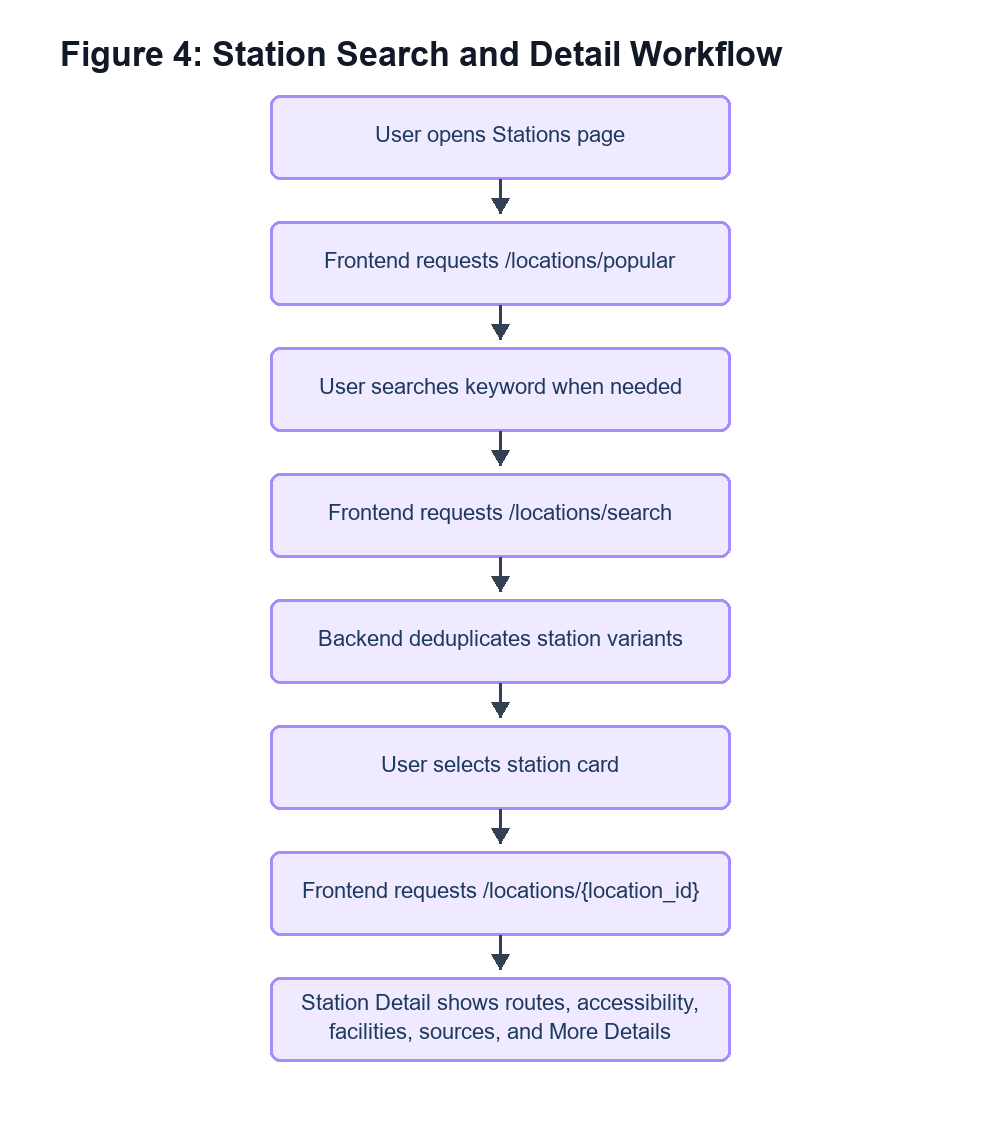 Figure 4: Station Search and Detail Workflow
User opens Stations page
Frontend requests /locations/popular
User searches keyword when needed
Frontend requests /locations/search
Backend deduplicates station variants
User selects station card
Frontend requests /locations/{location_id}
Station Detail shows routes, accessibility,
facilities, sources, and More Details